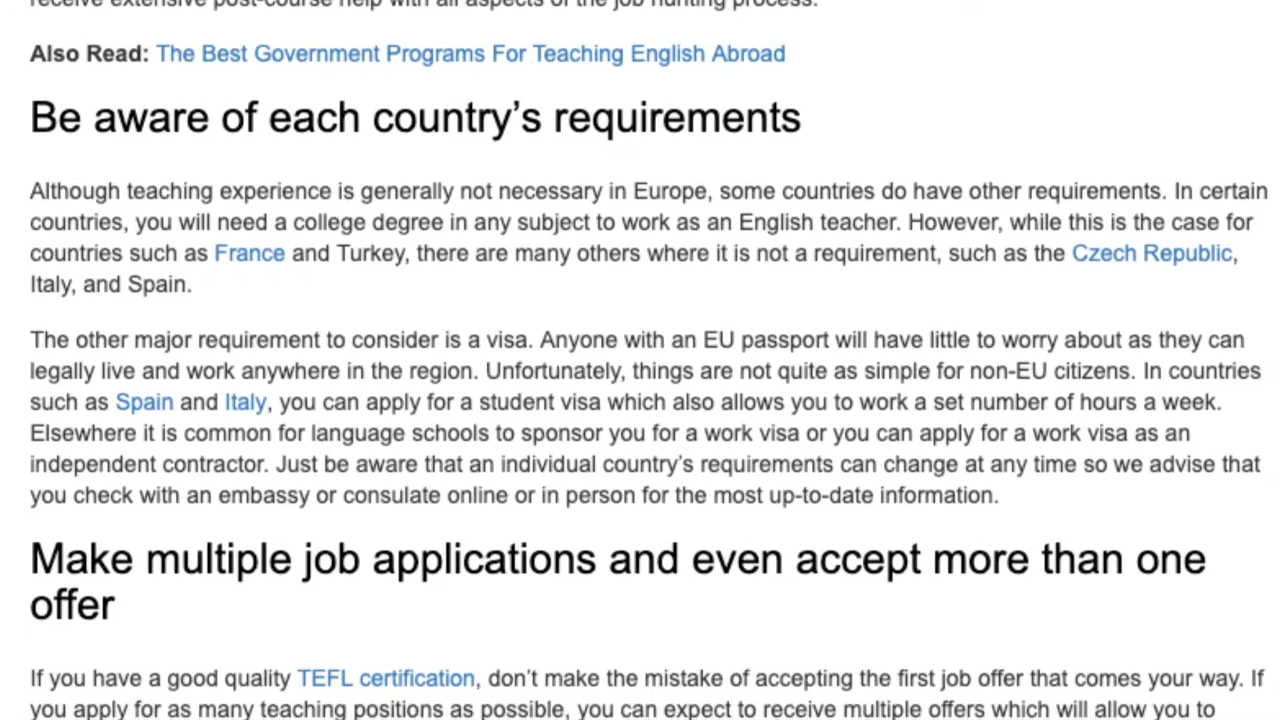 receive extensive post-course help with all aspects of the job hunting process.
Also Read: The Best Government Programs For Teaching English Abroad
Be aware of each country’s requirements
Although teaching experience is generally not necessary in Europe, some countries do have other requirements. In certain
countries, you will need a college degree in any subject to work as an English teacher. However, while this is the case for
countries such as France and Turkey, there are many others where it is not a requirement, such as the Czech Republic,
Italy, and Spain.
The other major requirement to consider is a visa. Anyone with an EU passport will have little to worry about as they can
legally live and work anywhere in the region. Unfortunately, things are not quite as simple for non-EU citizens. In countries
such as Spain and Italy, you can apply for a student visa which also allows you to work a set number of hours a week.
Elsewhere it is common for language schools to sponsor you for a work visa or you can apply for a work visa as an
independent contractor. Just be aware that an individual country’s requirements can change at any time so we advise that
you check with an embassy or consulate online or in person for the most up-to-date information.
Make multiple job applications and even accept more than one
offer
If you have a good quality TEFL certification, don’t make the mistake of accepting the first job offer that comes your way. If
you apply for as many teaching positions as possible, you can expect to receive multiple offers which will allow you to